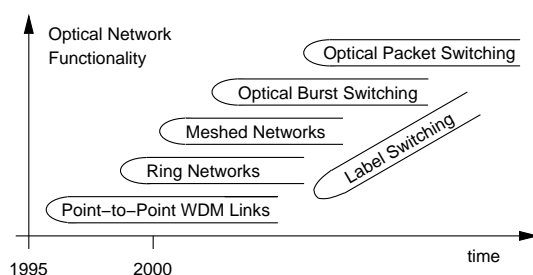 Optical Network
Functionality
Optical Packet Switching
Optical Burst Switching
Meshed Networks
Label Switching
Ring Networks
Point−to−Point WDM Links
time
1995
2000